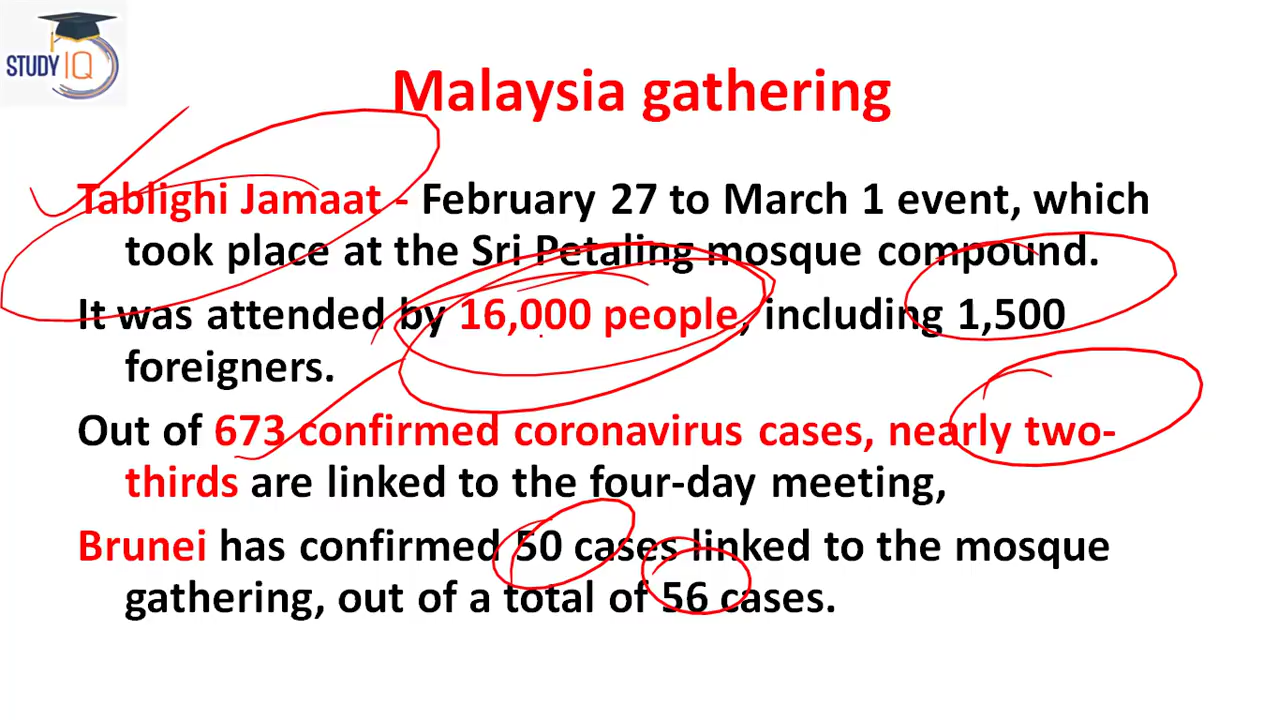 STUDY IQ
Malaysia gathering
Tablighi Jamaat - February 27 to March 1 event, which
took place at the Sri Petaling mosque compound.
It was attended by 16,000 people, including 1,500
foreigners.
Out of 673 confirmed coronavirus cases, nearly two-
thirds are linked to the four-day meeting,
Brunei has confirmed 50 cases linked to the mosque
gathering, out of a total of 56 cases.